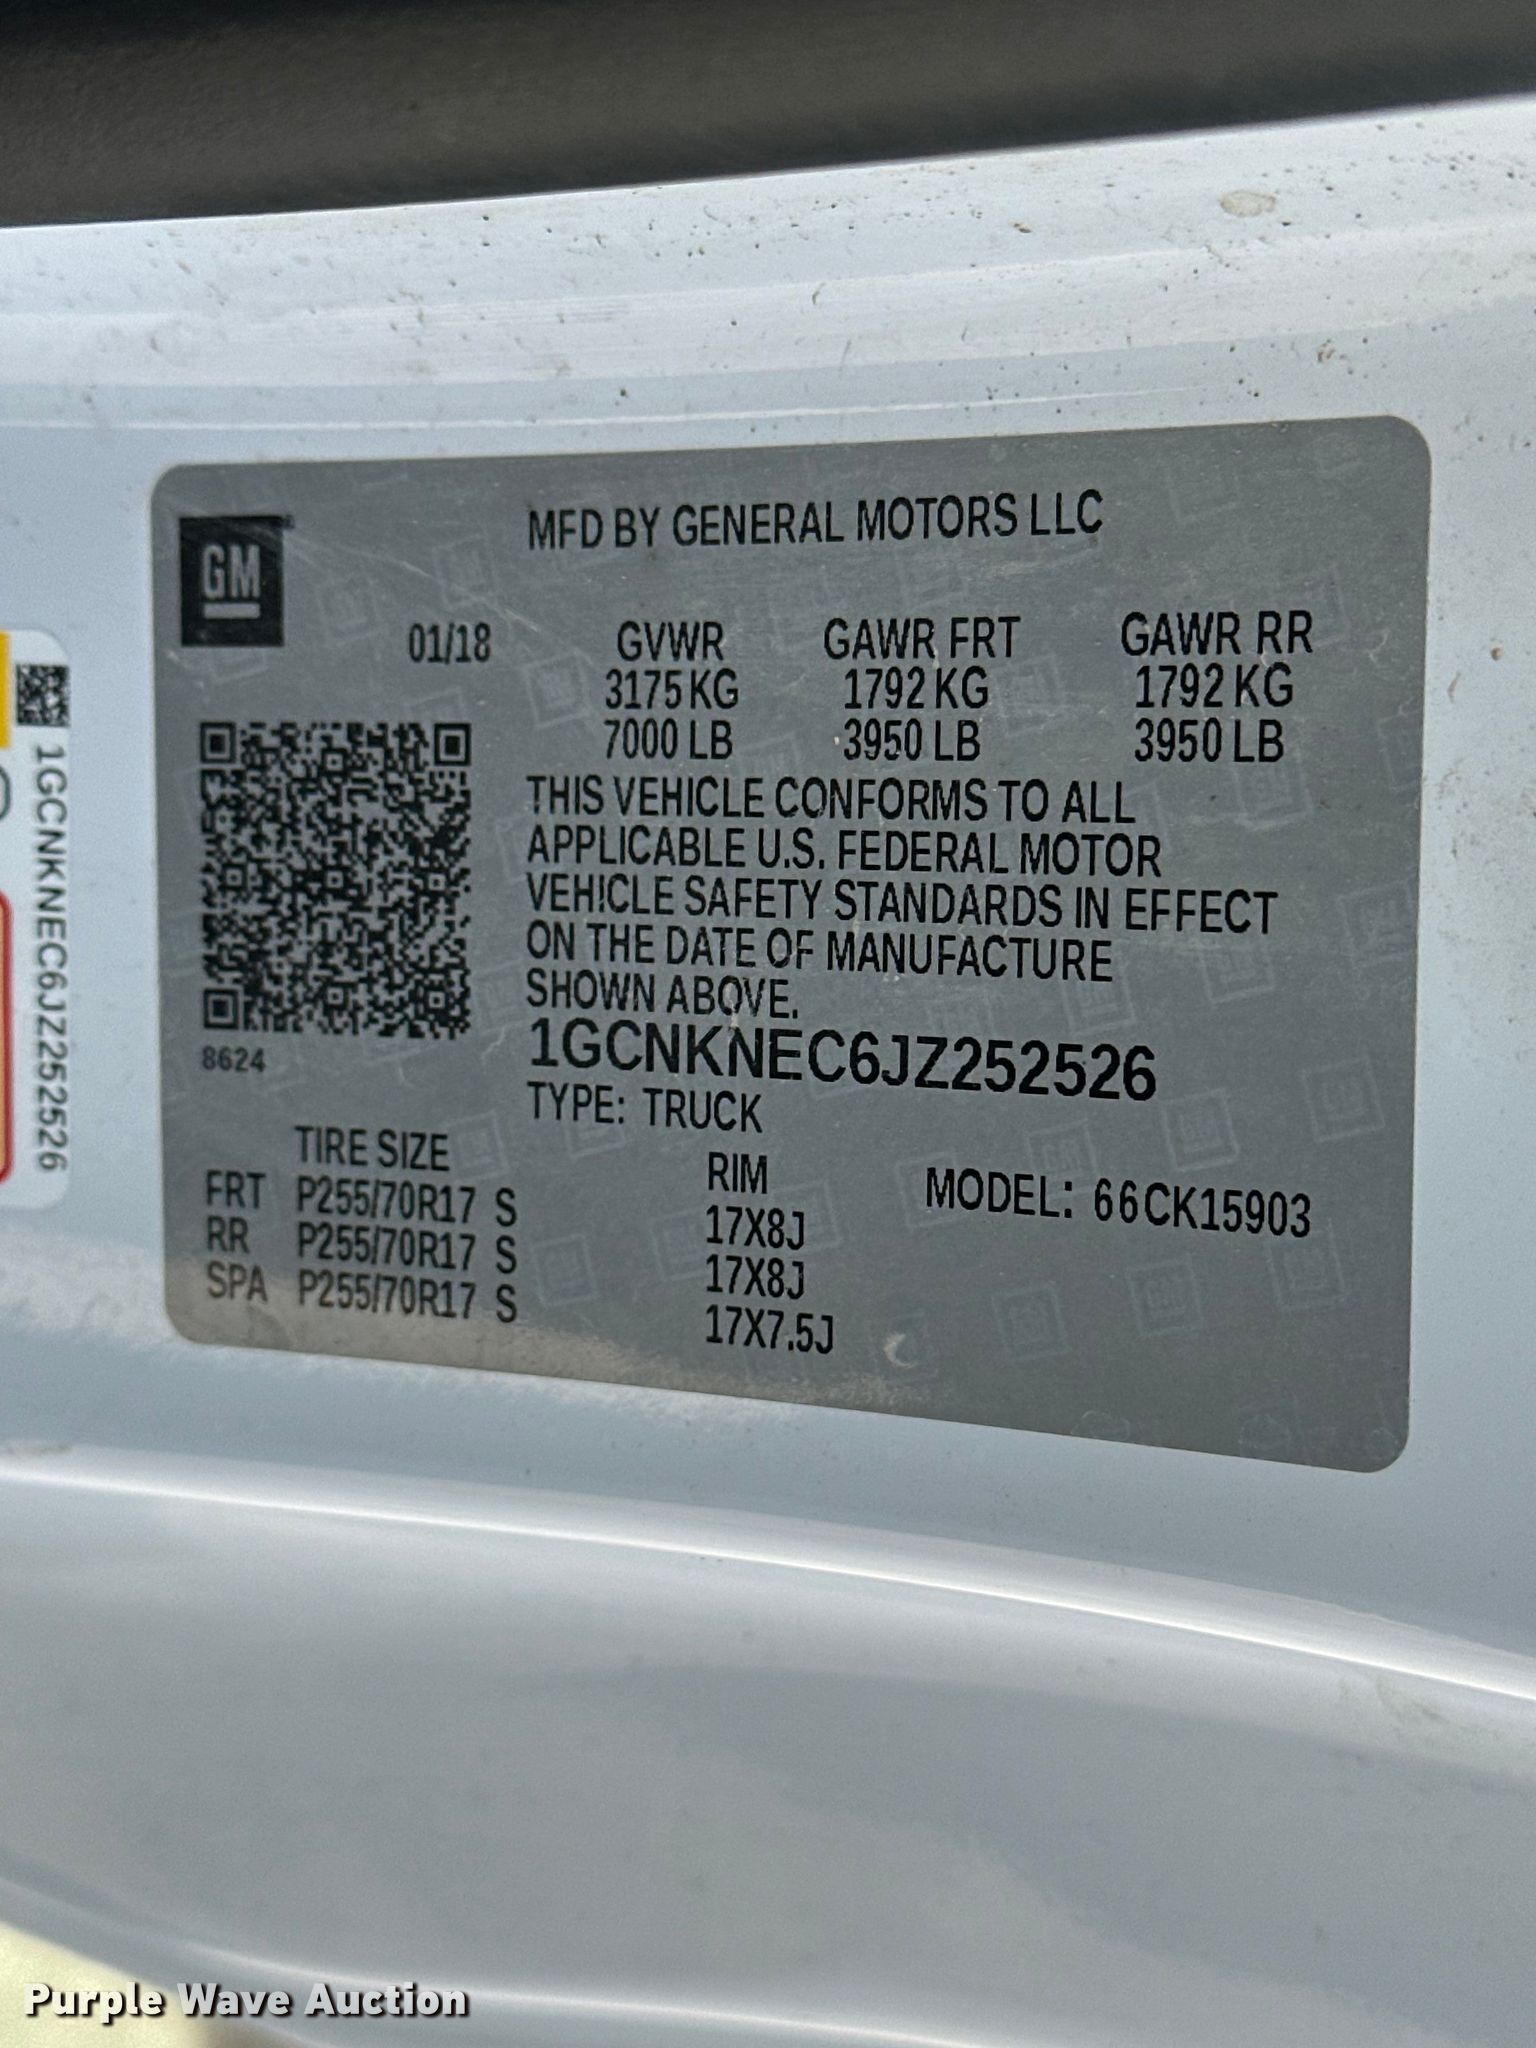 MFD BY GENERAL MOTORS LLC
GM
01/18
GVWR GAWR FRT GAWR RR
3175 KG 1792 KG 1792 KG
7000 LB 3950 LB 3950 LB
THIS VEHICLE CONFORMS TO ALL
APPLICABLE U.S. FEDERAL MOTOR
VEHICLE SAFETY STANDARDS IN EFFECT
ON THE DATE OF MANUFACTURE
SHOWN ABOVE.
1GCNKNEC6JZ252526
8624
TYPE: TRUCK
TIRE SIZE RIM MODEL: 66CK15903
FRT P255/70R17 S 17X8J
RR P255/70R17 S 17X8J
SPA P255/70R17 S 17X7.5J
1GCNKNEC6JZ252526
Purple Wave Auction